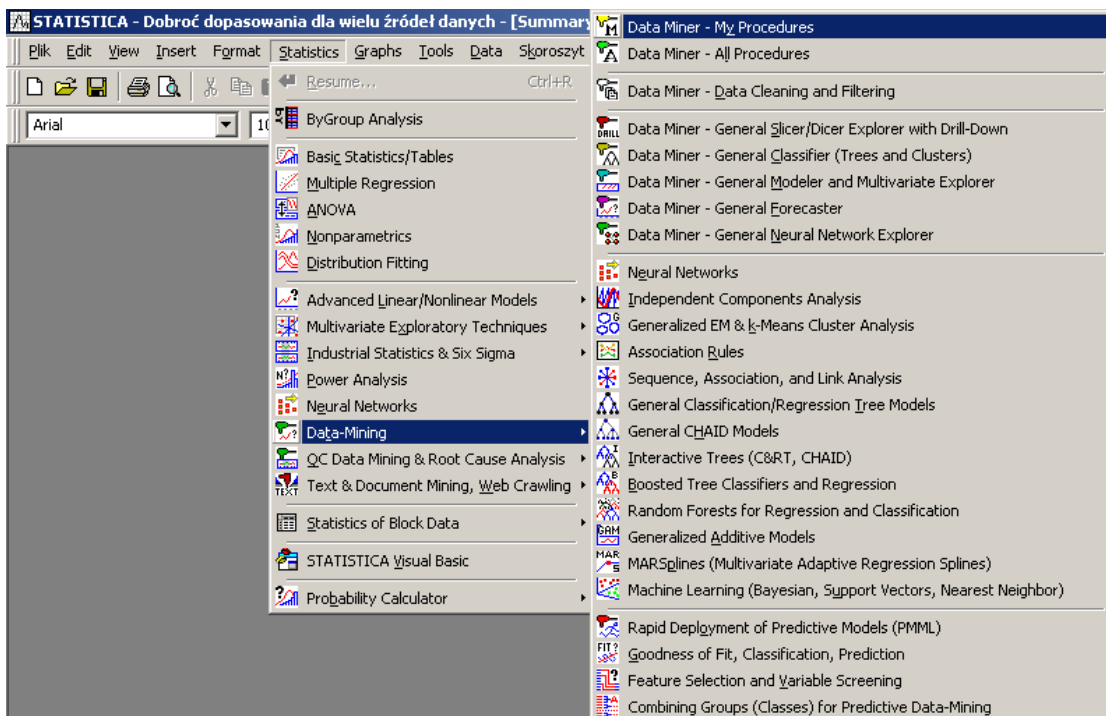 STATISTICA - Dobroć dopasowania dla wielu źródeł danych - [Summary
Plik Edit View Insert Format Statistics Graphs Tools Data Skoroszyt
Arial
10
Resume... Ctrl+R
ByGroup Analysis
Basic Statistics/Tables
Multiple Regression
ANOVA
Nonparametrics
Distribution Fitting
Advanced Linear/Nonlinear Models
Multivariate Exploratory Techniques
Industrial Statistics & Six Sigma
Power Analysis
Neural Networks
Data-Mining
QC Data Mining & Root Cause Analysis
Text & Document Mining, Web Crawling
Statistics of Block Data
STATISTICA Visual Basic
Probability Calculator
Data Miner - My Procedures
Data Miner - All Procedures
Data Miner - Data Cleaning and Filtering
Data Miner - General Slicer/Dicer Explorer with Drill-Down
Data Miner - General Classifier (Trees and Clusters)
Data Miner - General Modeler and Multivariate Explorer
Data Miner - General Forecaster
Data Miner - General Neural Network Explorer
Neural Networks
Independent Components Analysis
Generalized EM & k-Means Cluster Analysis
Association Rules
Sequence, Association, and Link Analysis
General Classification/Regression Tree Models
General CHAID Models
Interactive Trees (C&RT, CHAID)
Boosted Tree Classifiers and Regression
Random Forests for Regression and Classification
Generalized Additive Models
MARSplines (Multivariate Adaptive Regression Splines)
Machine Learning (Bayesian, Support Vectors, Nearest Neighbor)
Rapid Deployment of Predictive Models (PMML)
Goodness of Fit, Classification, Prediction
Feature Selection and Variable Screening
Combining Groups (Classes) for Predictive Data-Mining